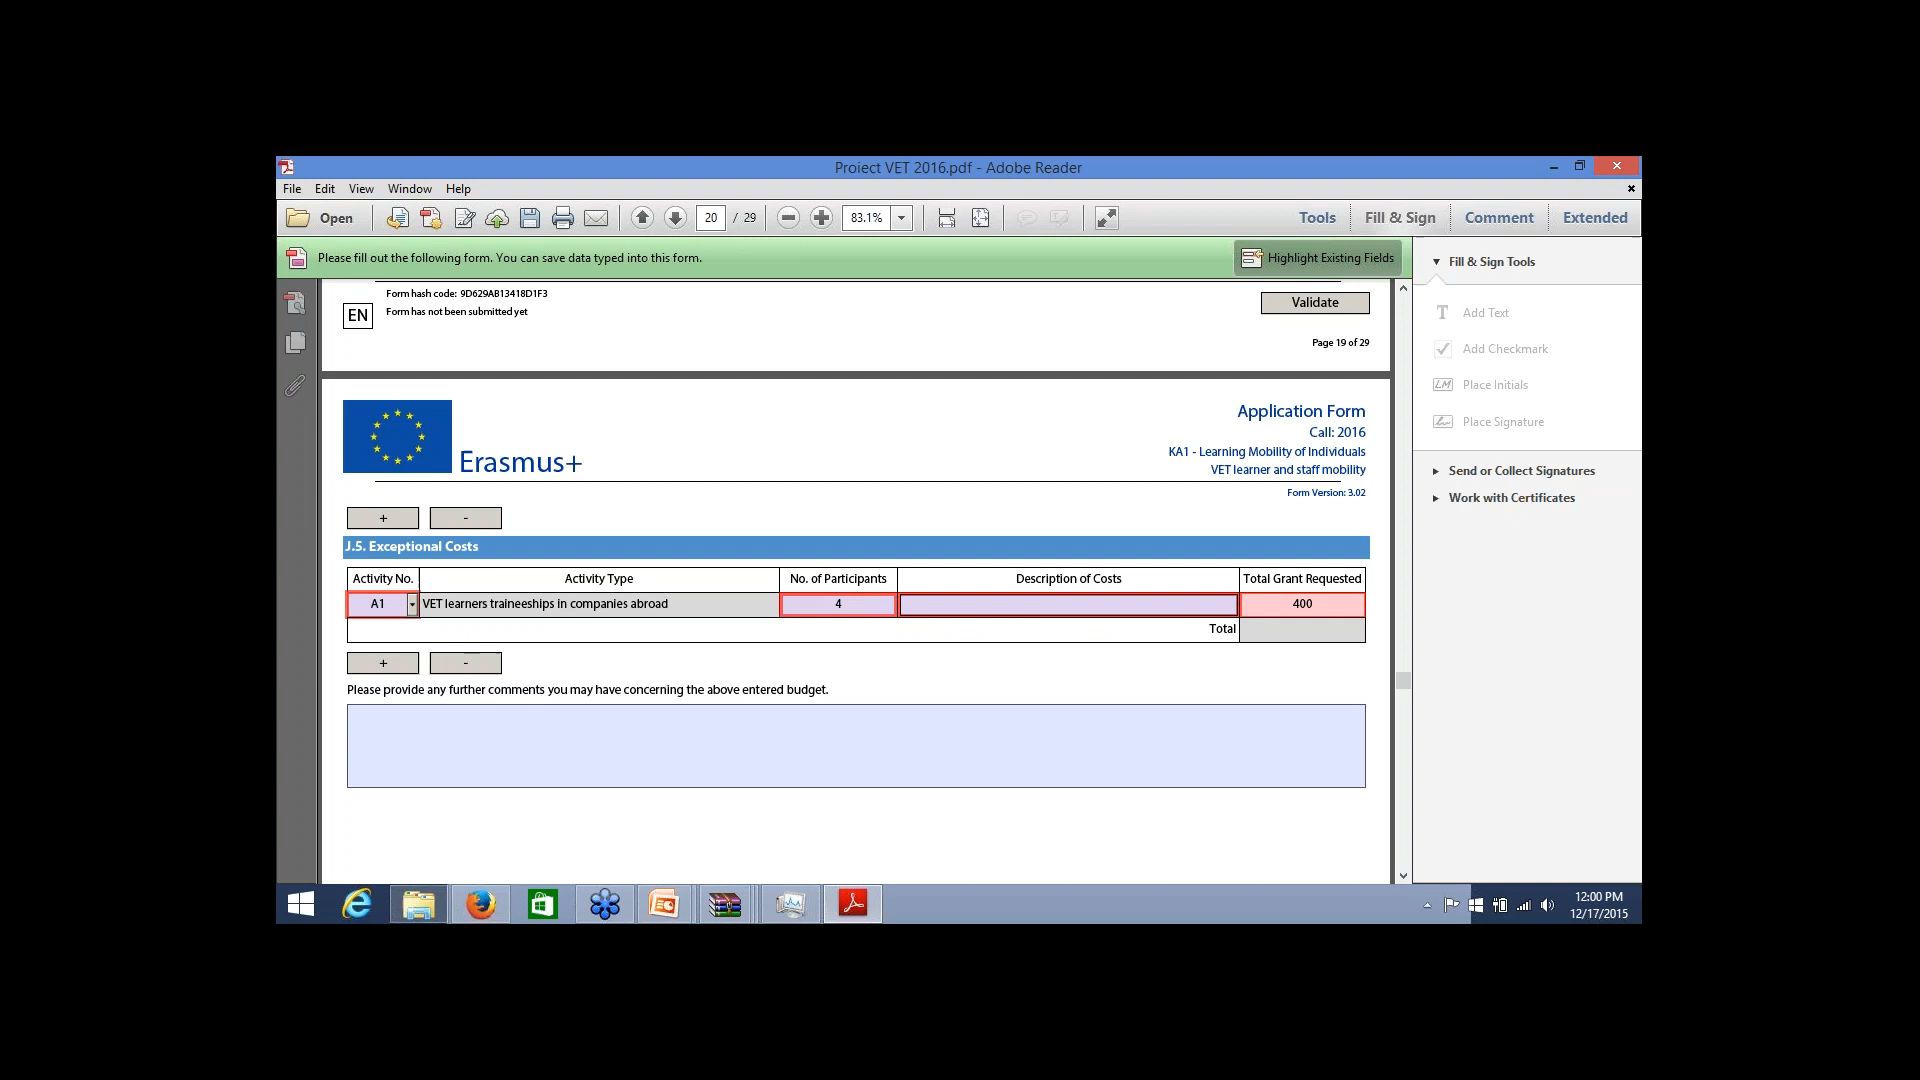 Proiect VET 2016.pdf - Adobe Reader
File Edit View Window Help
Open 20 / 29 83.1% Tools Fill & Sign Comment Extended
Please fill out the following form. You can save data typed into this form. Highlight Existing Fields
Fill & Sign Tools
Add Text
Add Checkmark
Place Initials
Place Signature
Send or Collect Signatures
Work with Certificates
EN
Form hash code: 9D629AB13418D1F3
Form has not been submitted yet
Validate
Page 19 of 29
Erasmus+
Application Form
Call: 2016
KA1 - Learning Mobility of Individuals
VET learner and staff mobility
Form Version: 3.02
+ -
J.5. Exceptional Costs
Activity No. Activity Type No. of Participants Description of Costs Total Grant Requested
A1 VET learners traineeships in companies abroad 4 400
Total
+ -
Please provide any further comments you may have concerning the above entered budget.
12:00 PM
12/17/2015